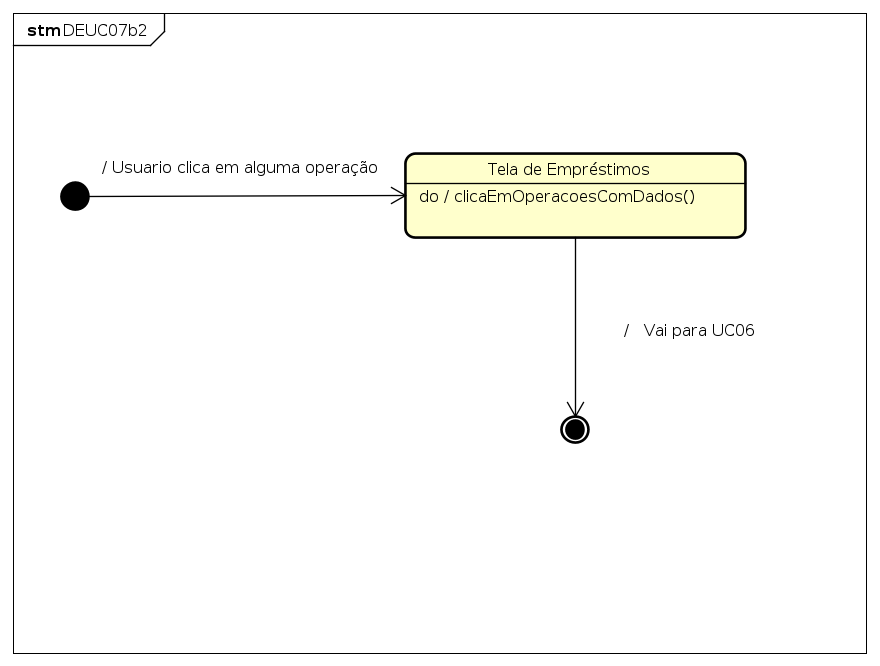 stm DEUC07b2
/ Usuario clica em alguma operação
Tela de Empréstimos
do / clicaEmOperacoesComDados()
/ Vai para UC06